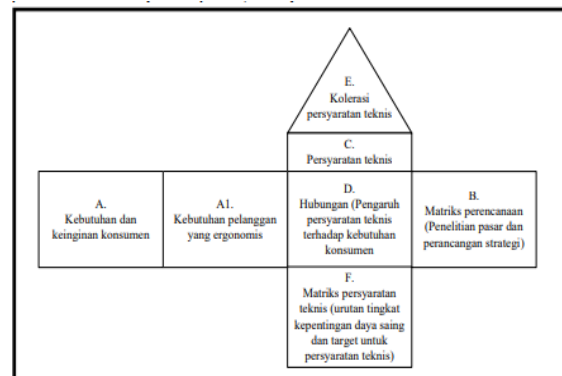 E.
Kolerasi
persyaratan teknis
C.
Persyaratan teknis
A.
Kebutuhan dan
keinginan konsumen
A1.
Kebutuhan pelanggan
yang ergonomis
D.
Hubungan (Pengaruh
persyaratan teknis
terhadap kebutuhan
konsumen
B.
Matriks perencanaan
(Penelitian pasar dan
perancangan strategi)
F.
Matriks persyaratan
teknis (urutan tingkat
kepentingan daya saing
dan target untuk
persyaratan teknis)